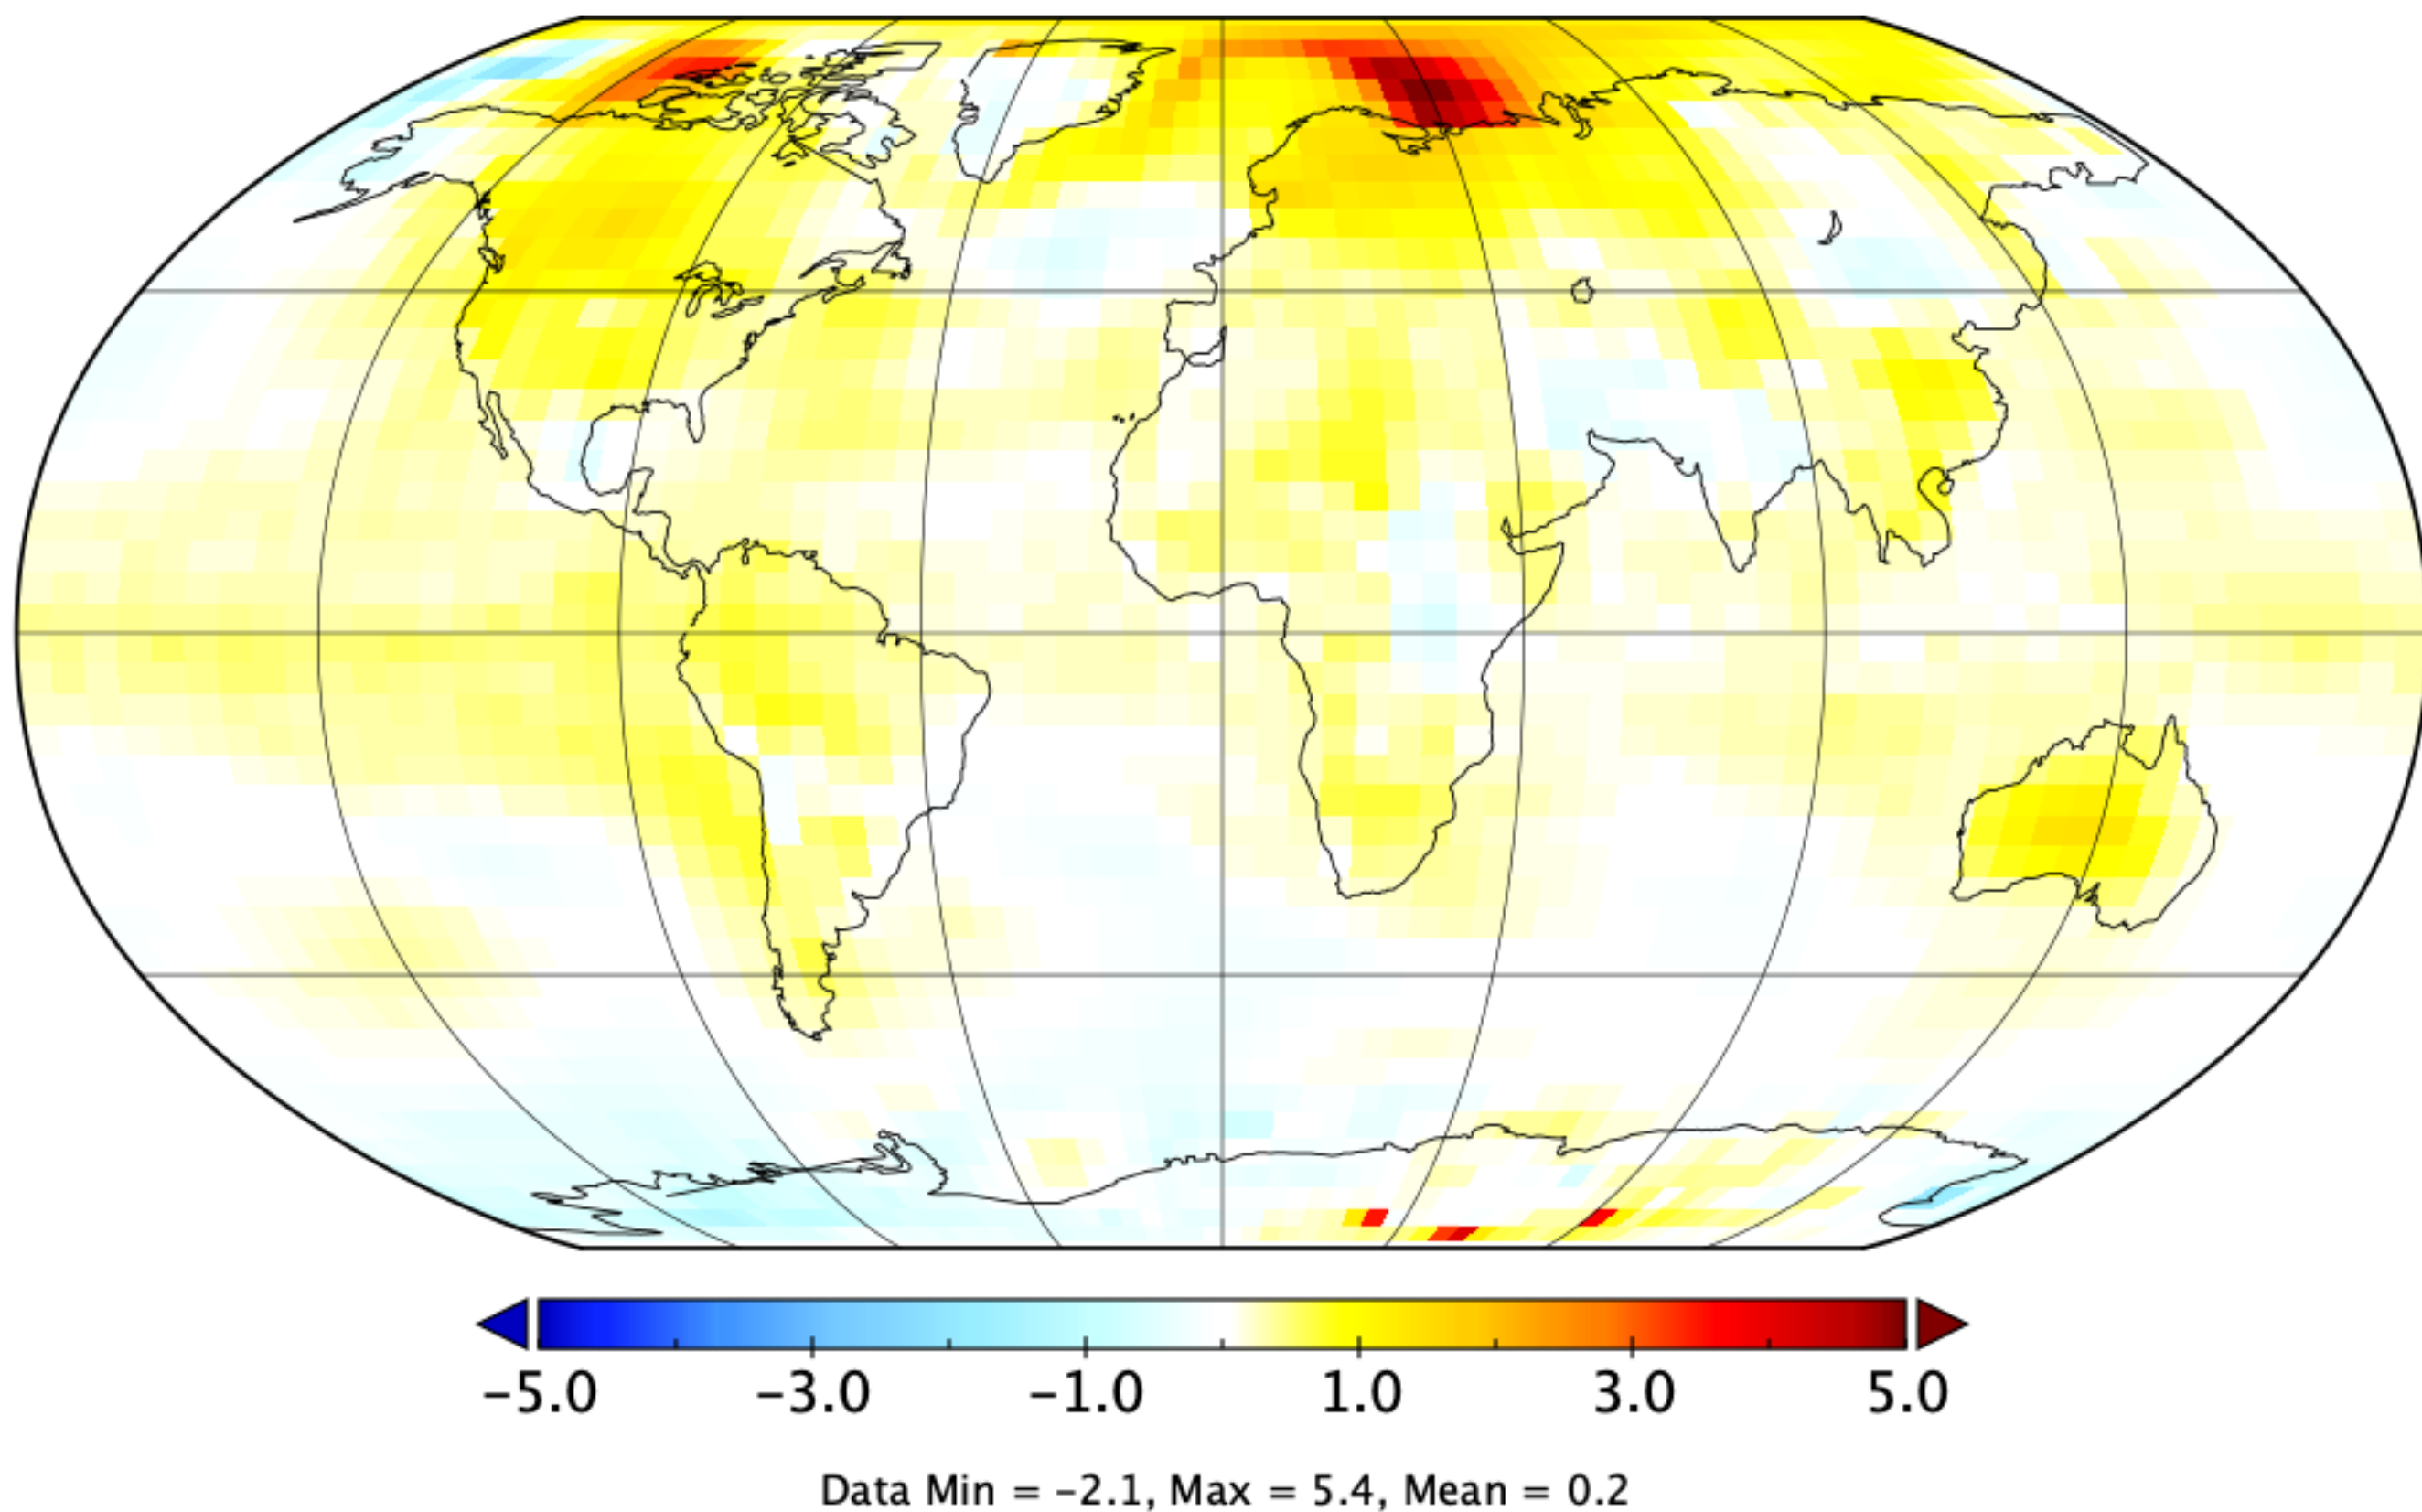 −5.0 −3.0 −1.0 1.0 3.0 5.0
Data Min = −2.1, Max = 5.4, Mean = 0.2